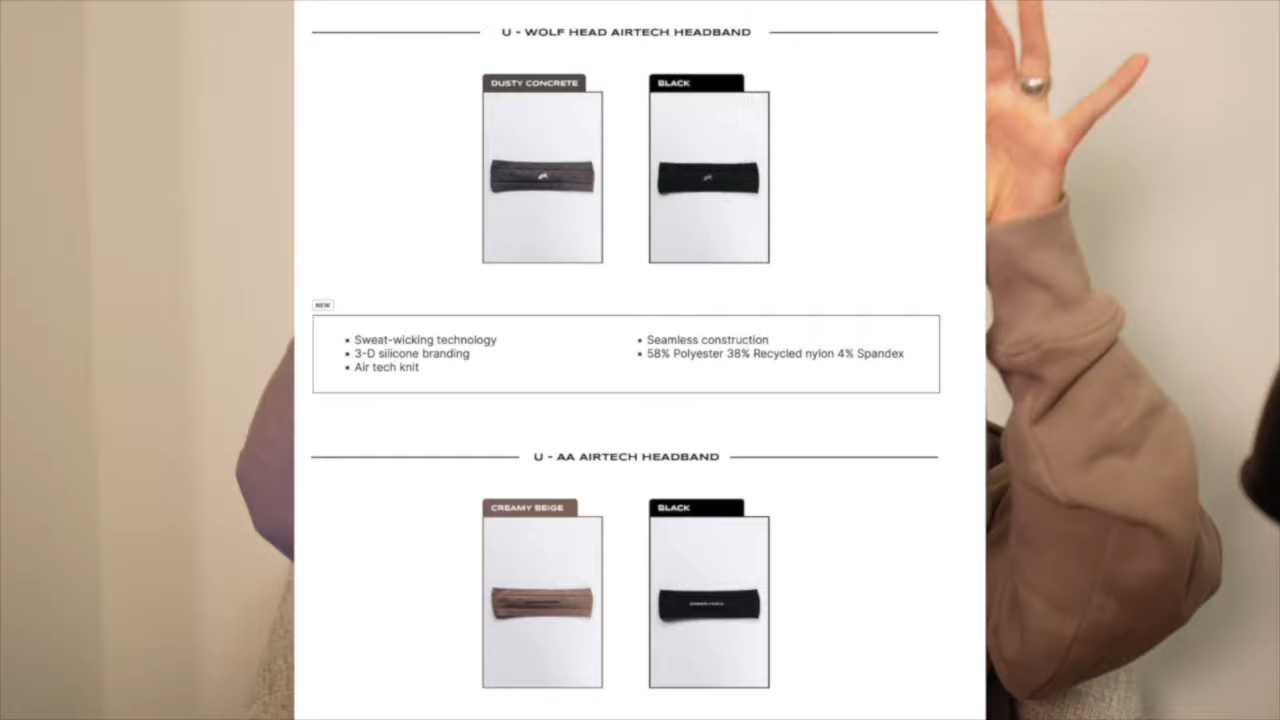 U - WOLF HEAD AIRTECH HEADBAND
DUSTY CONCRETE
BLACK
NEW
▪ Sweat-wicking technology
▪ 3-D silicone branding
▪ Air tech knit
▪ Seamless construction
▪ 58% Polyester 38% Recycled nylon 4% Spandex
U - AA AIRTECH HEADBAND
CREAMY BEIGE
BLACK